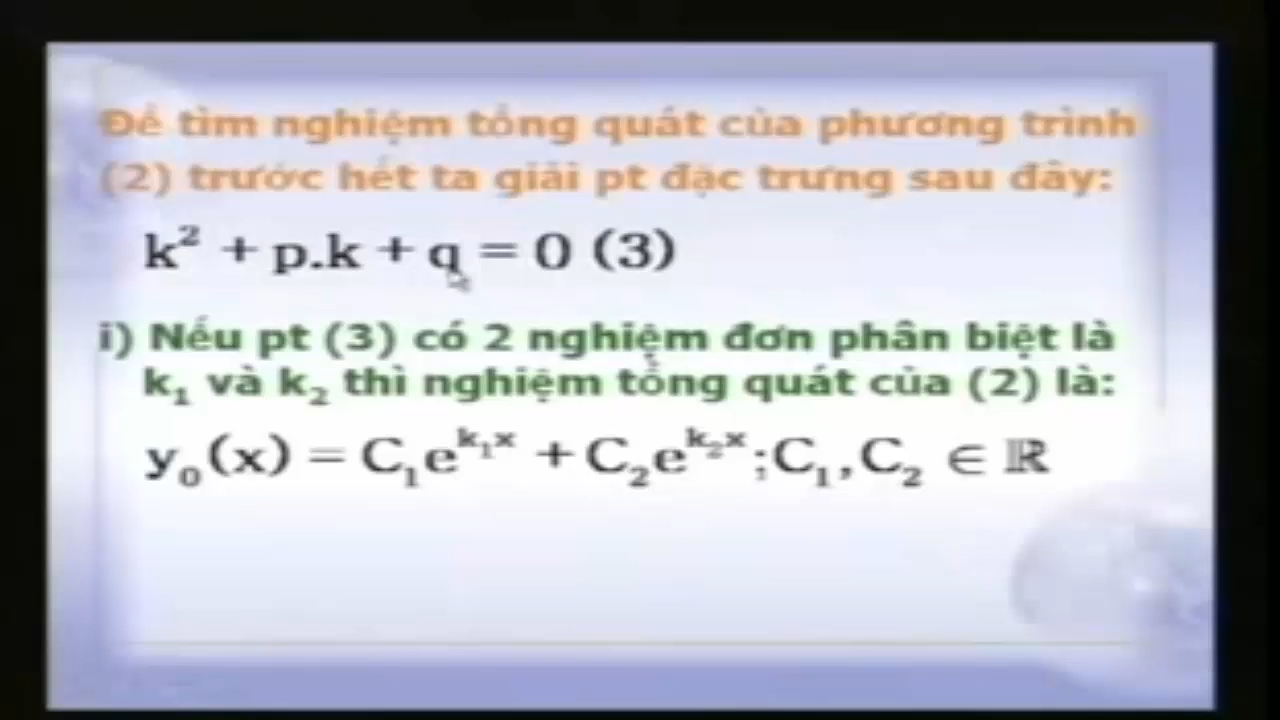 Để tìm nghiệm tổng quát của phương trình
(2) trước hết ta giải pt đặc trưng sau đây:
k² + p.k + q = 0 (3)
i) Nếu pt (3) có 2 nghiệm đơn phân biệt là
k₁ và k₂ thì nghiệm tổng quát của (2) là:
y₀(x) = C₁e^{k₁x} + C₂e^{k₂x};C₁,C₂ ∈ ℝ